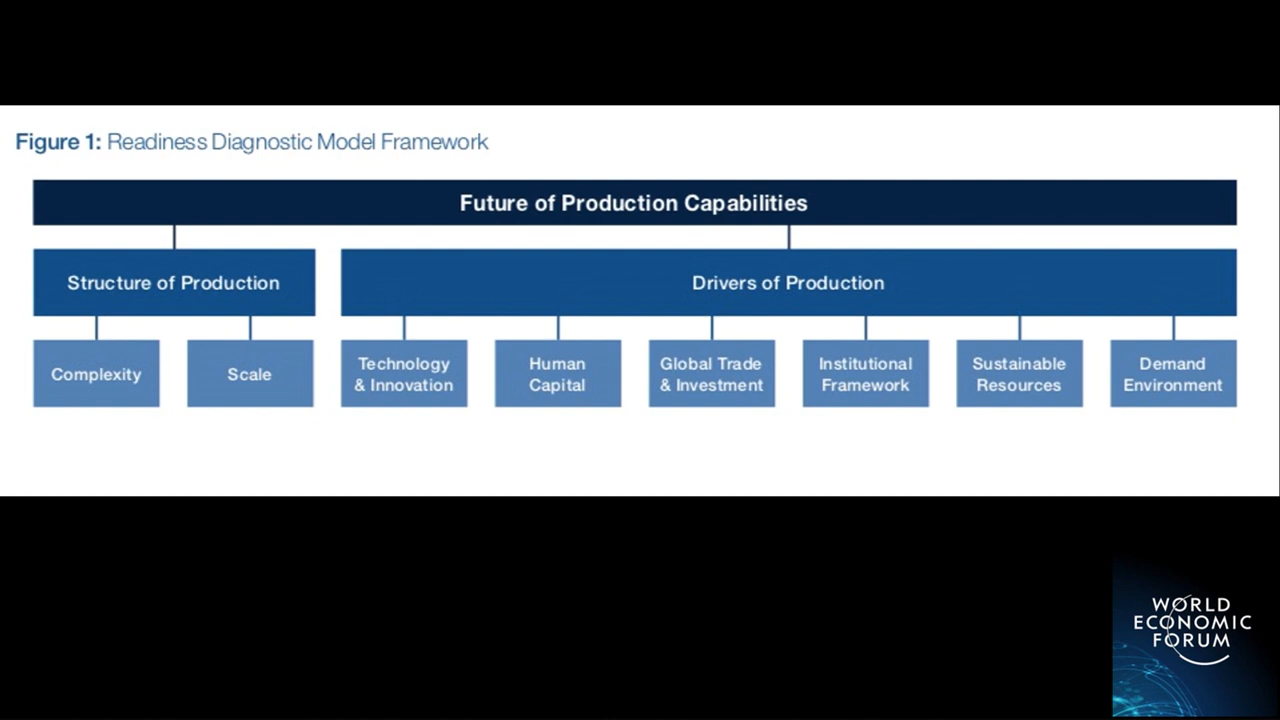 Figure 1: Readiness Diagnostic Model Framework
Future of Production Capabilities
Structure of Production
Drivers of Production
Complexity
Scale
Technology
& Innovation
Human
Capital
Global Trade
& Investment
Institutional
Framework
Sustainable
Resources
Demand
Environment
WORLD
ECONOMIC
FORUM